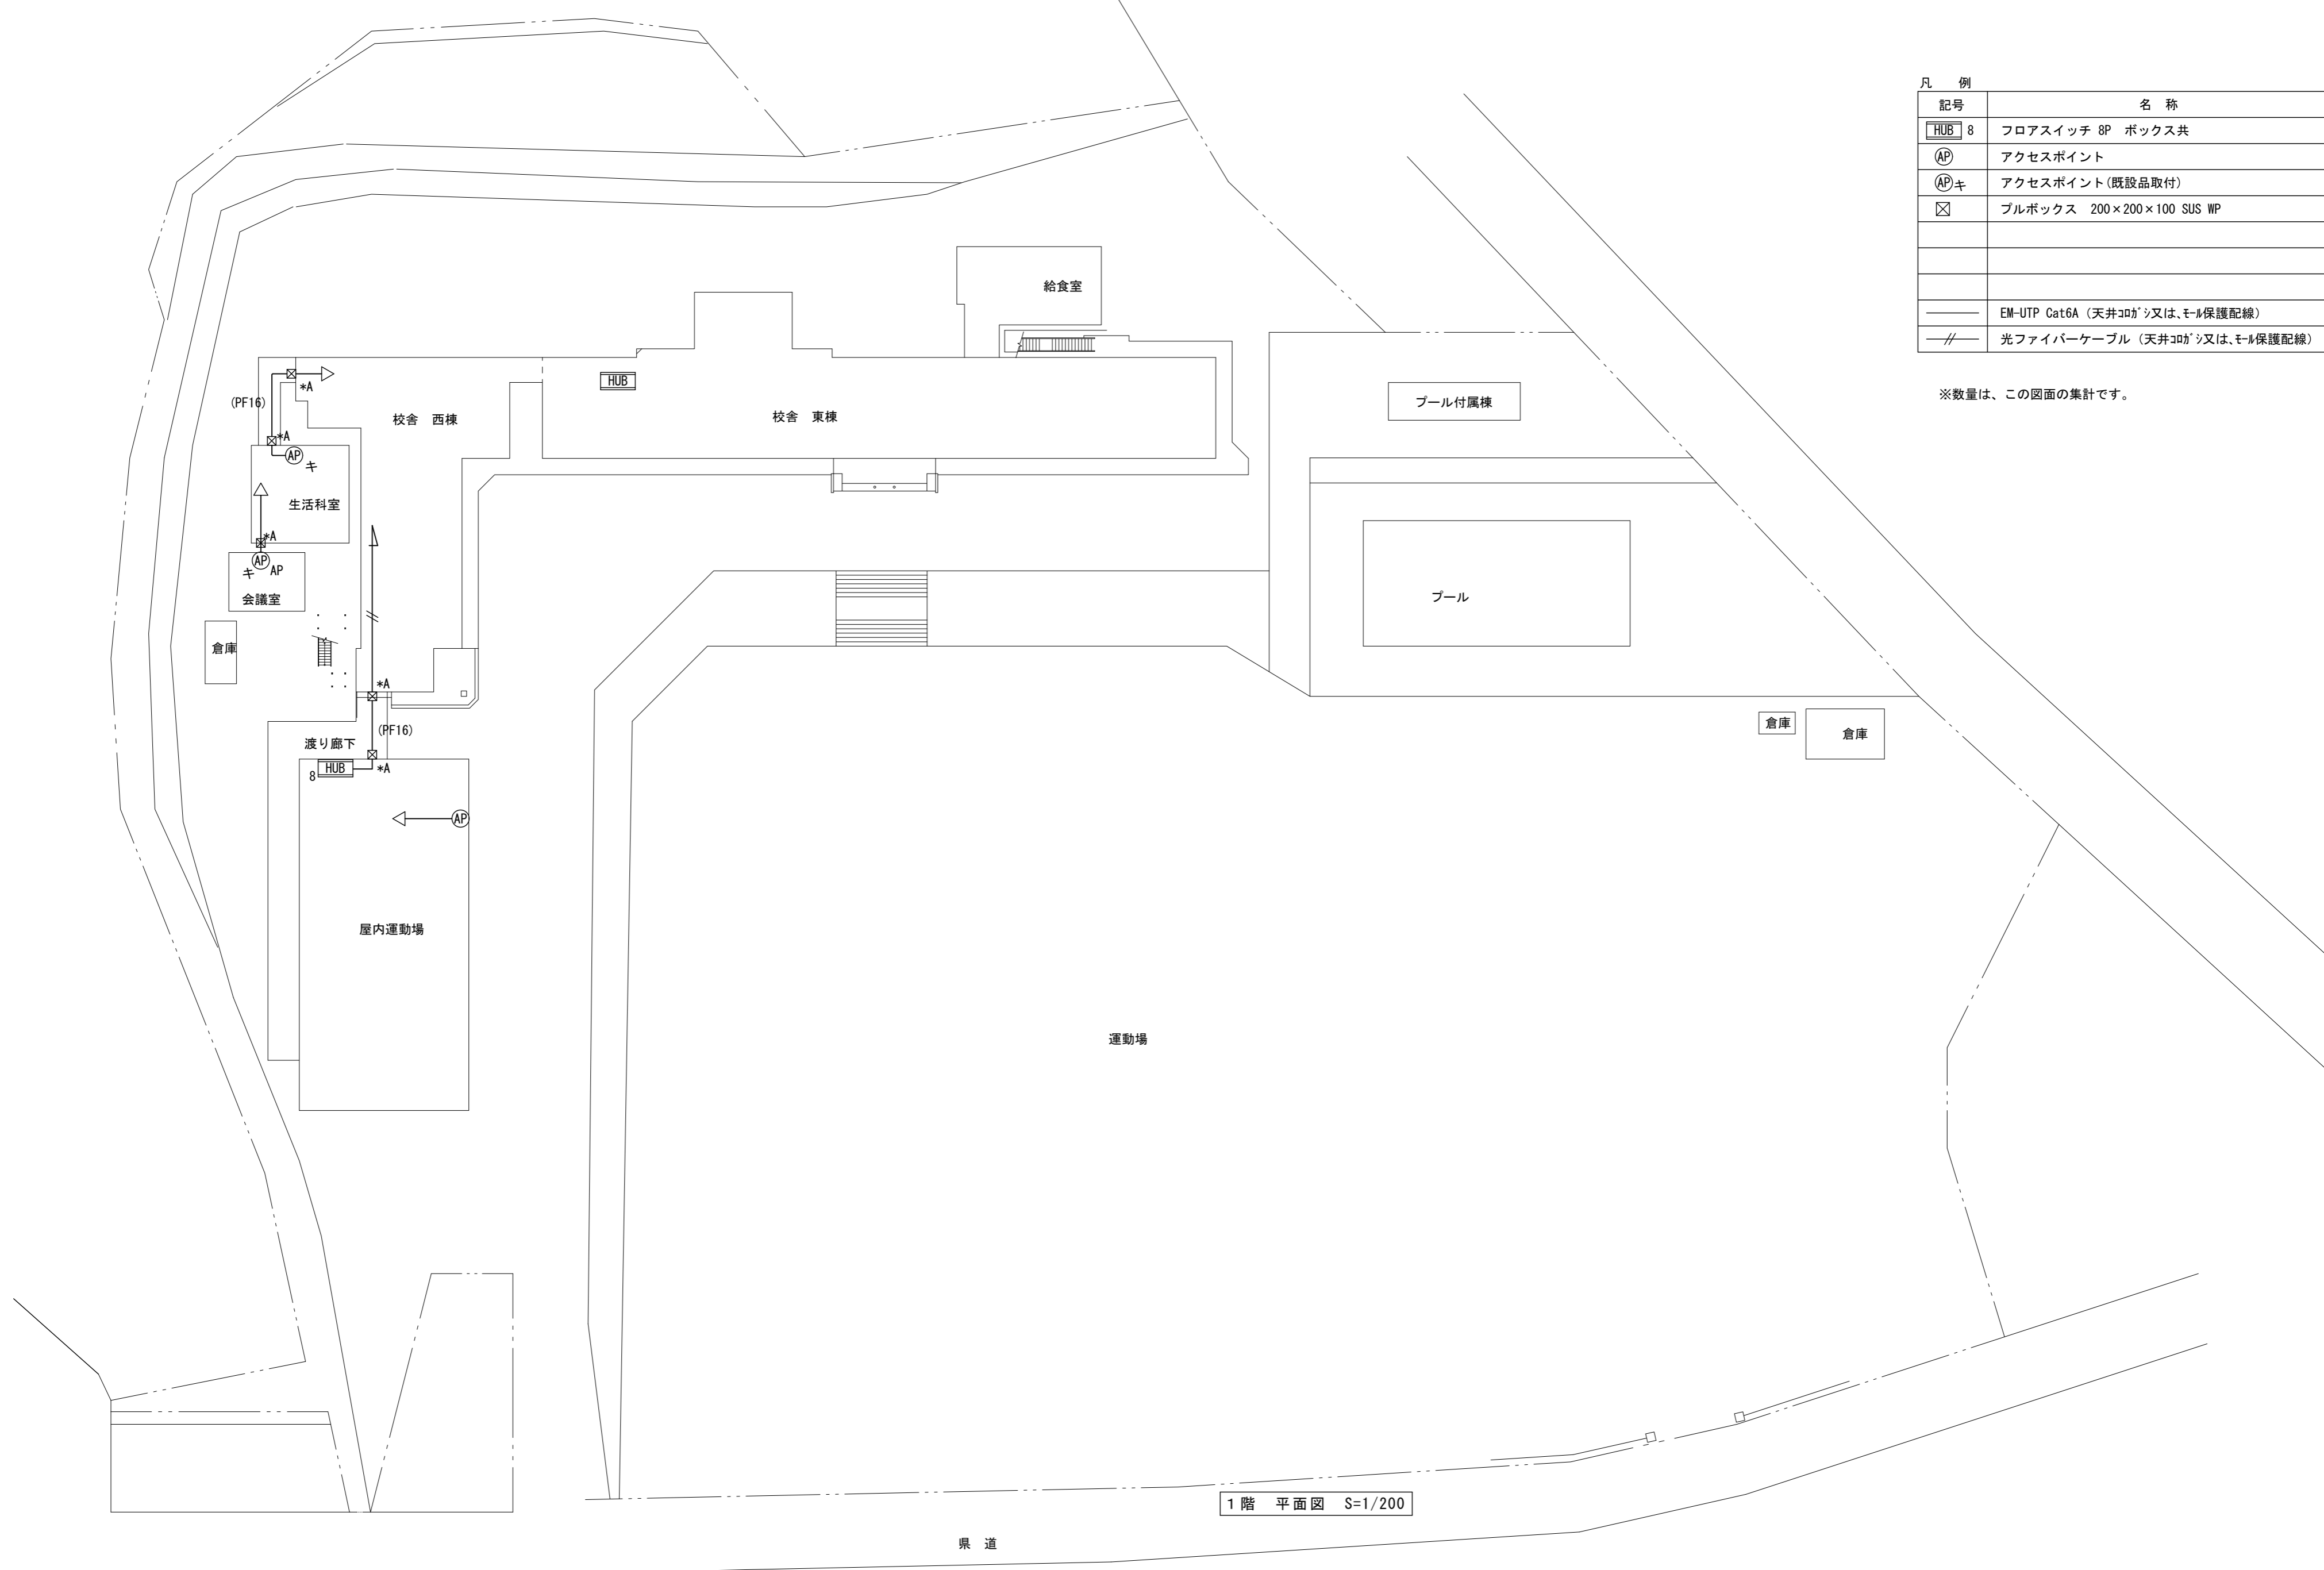 凡 例
記号 名 称
HUB 8 フロアスイッチ 8P ボックス共
AP アクセスポイント
APキ アクセスポイント(既設品取付)
プルボックス 200×200×100 SUS WP
EM-UTP Cat6A (天井コロガシ又は、モール保護配線)
光ファイバーケーブル (天井コロガシ又は、モール保護配線)
※数量は、この図面の集計です。
給食室
HUB
*A
(PF16)
校舎 西棟
校舎 東棟
プール付属棟
*A
AP
キ
生活科室
*A
AP
キ AP
会議室
プール
倉庫
*A
(PF16)
渡り廊下
8 HUB
*A
倉庫
倉庫
AP
屋内運動場
運動場
1階 平面図 S=1/200
県 道